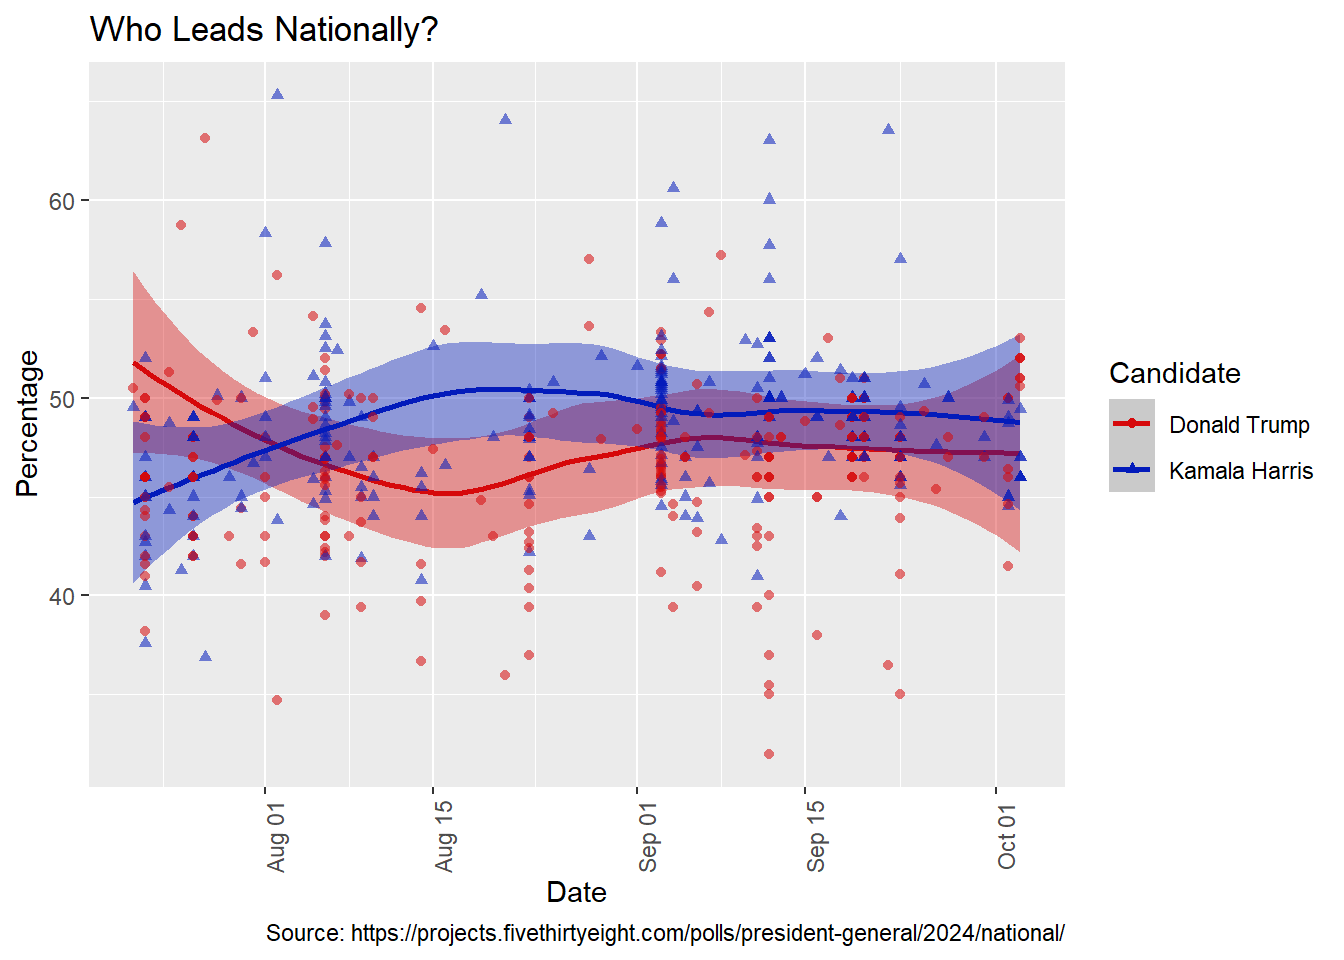 Who Leads Nationally?
Percentage
60
50
40
Aug 01
Aug 15
Sep 01
Sep 15
Oct 01
Date
Candidate
Donald Trump
Kamala Harris
Source: https://projects.fivethirtyeight.com/polls/president-general/2024/national/